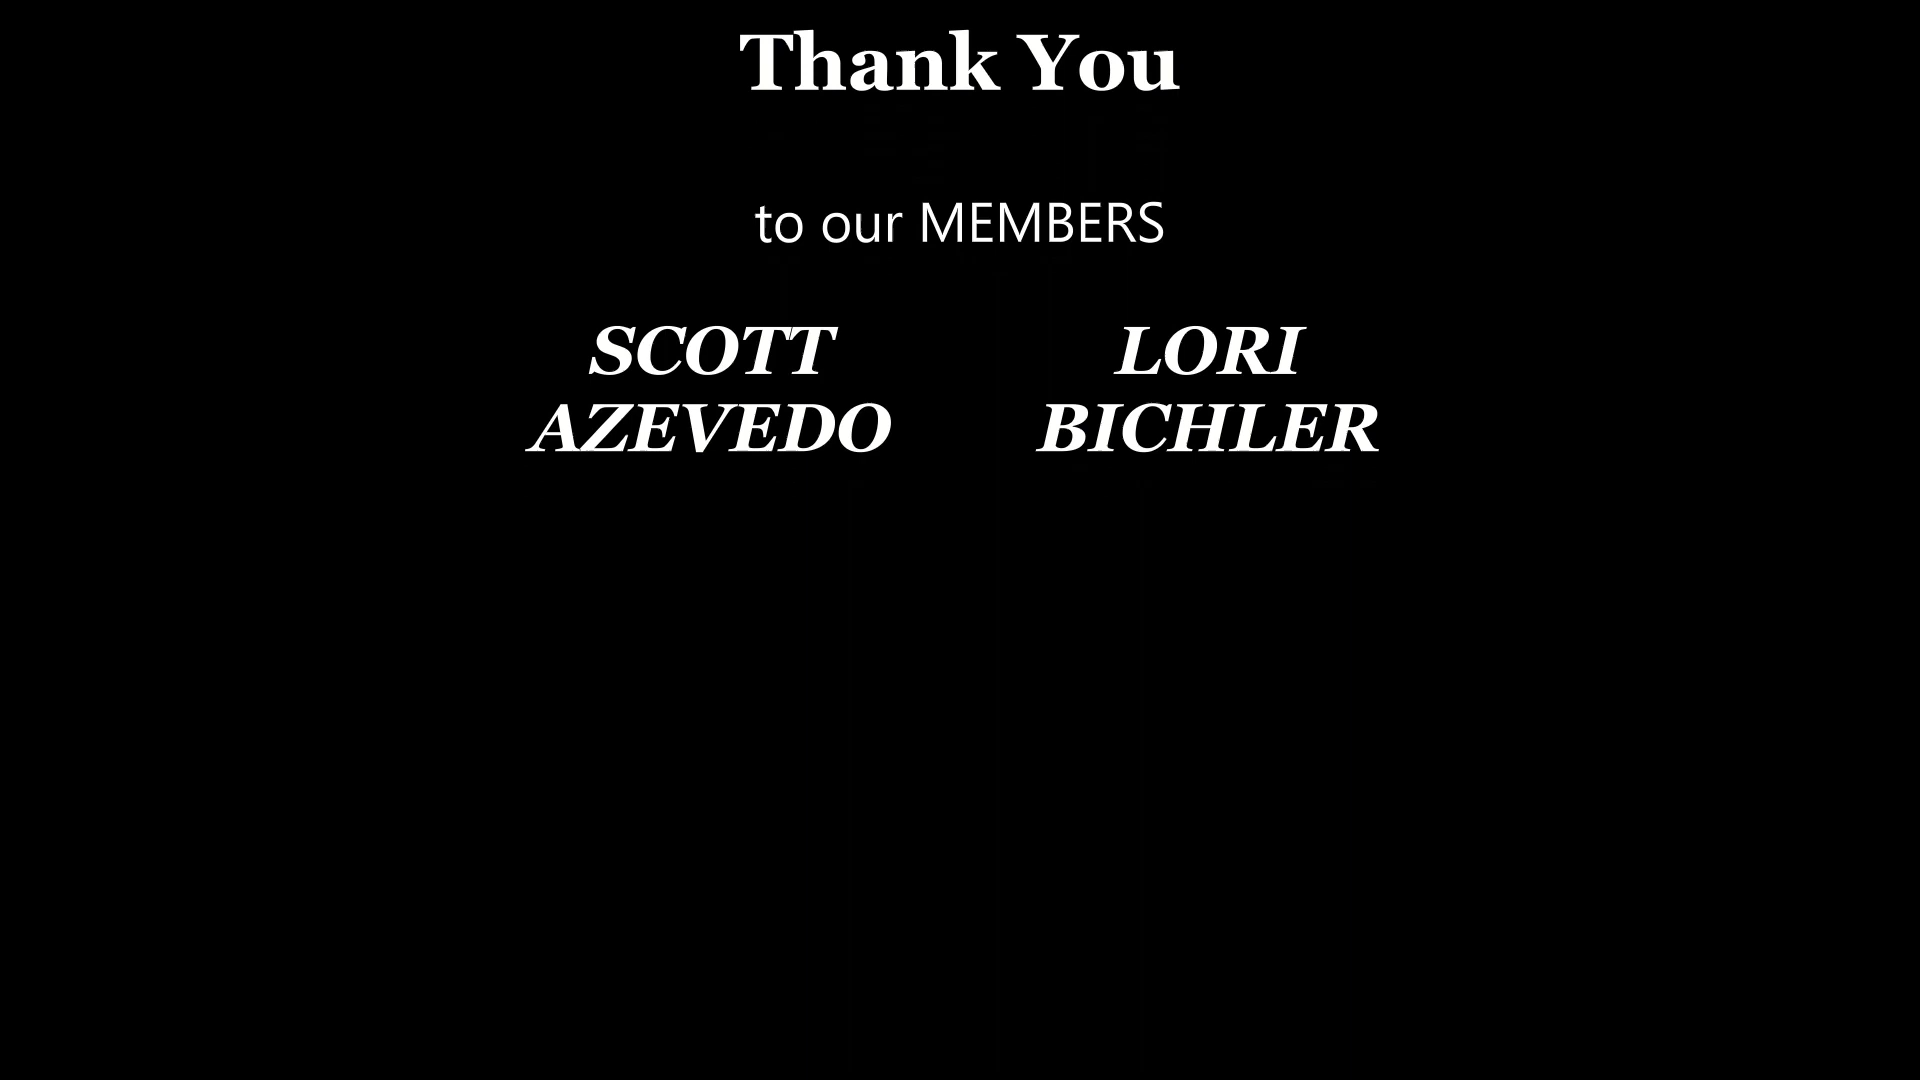 Thank You
to our MEMBERS
SCOTT
AZEVEDO
LORI
BICHLER